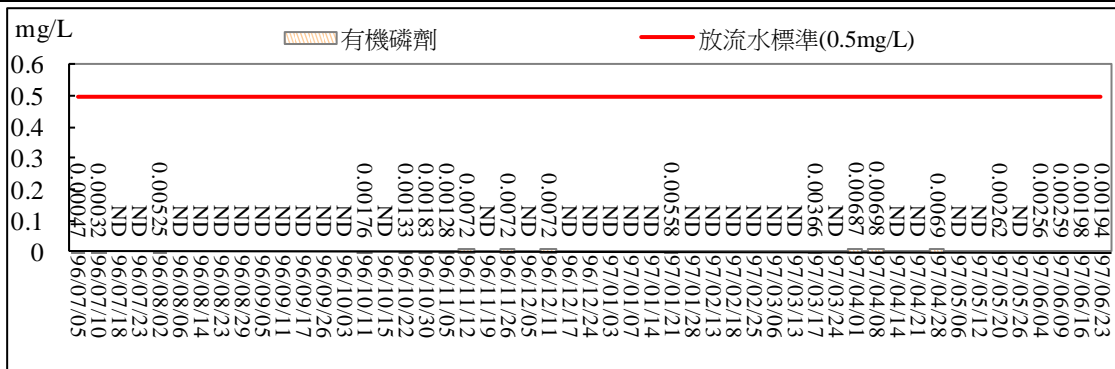 mg/L
有機磷劑
放流水標準(0.5mg/L)
0.6
0.5
0.4
0.3
0.2
0.1
0
0.00047
0.00032
ND
ND
0.00525
ND
ND
ND
ND
ND
ND
ND
ND
ND
0.00176
ND
0.00133
0.00183
0.00128
0.0072
ND
0.0072
ND
0.0072
ND
ND
ND
ND
ND
0.00558
ND
ND
ND
ND
ND
ND
0.00366
ND
0.00687
0.00698
ND
ND
0.0069
ND
ND
0.00262
ND
0.00256
0.00259
0.00198
0.00194
96/07/05
96/07/10
96/07/18
96/07/23
96/08/02
96/08/06
96/08/14
96/08/23
96/08/29
96/09/05
96/09/11
96/09/17
96/09/26
96/10/03
96/10/11
96/10/15
96/10/22
96/10/30
96/11/05
96/11/12
96/11/19
96/11/26
96/12/05
96/12/11
96/12/17
96/12/24
97/01/03
97/01/07
97/01/14
97/01/21
97/01/28
97/02/13
97/02/18
97/02/25
97/03/06
97/03/13
97/03/17
97/03/24
97/04/01
97/04/08
97/04/14
97/04/21
97/04/28
97/05/06
97/05/12
97/05/20
97/05/26
97/06/04
97/06/09
97/06/16
97/06/23